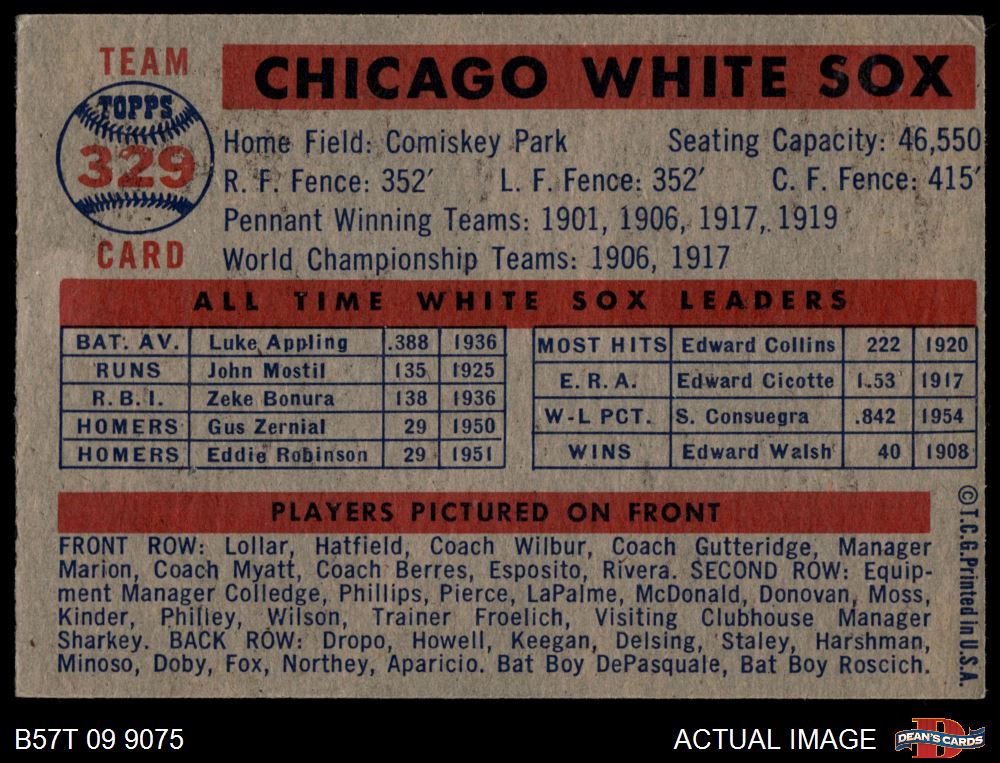 TEAM
TOPPS
329
CARD
CHICAGO WHITE SOX
Home Field: Comiskey Park Seating Capacity: 46,550
R. F. Fence: 352′ L. F. Fence: 352′ C. F. Fence: 415′
Pennant Winning Teams: 1901, 1906, 1917, 1919
World Championship Teams: 1906, 1917
ALL TIME WHITE SOX LEADERS
BAT. AV. Luke Appling .388 1936
RUNS John Mostil 135 1925
R.B.I. Zeke Bonura 138 1936
HOMERS Gus Zernial 29 1950
HOMERS Eddie Robinson 29 1951
MOST HITS Edward Collins 222 1920
E.R.A. Edward Cicotte 1.53 1917
W-L PCT. S. Consuegra .842 1954
WINS Edward Walsh 40 1908
PLAYERS PICTURED ON FRONT
FRONT ROW: Lollar, Hatfield, Coach Wilbur, Coach Gutteridge, Manager
Marion, Coach Myatt, Coach Berres, Esposito, Rivera. SECOND ROW: Equip-
ment Manager Colledge, Phillips, Pierce, LaPalme, McDonald, Donovan, Moss,
Kinder, Philley, Wilson, Trainer Froelich, Visiting Clubhouse Manager
Sharkey. BACK ROW: Dropo, Howell, Keegan, Delsing, Staley, Harshman,
Minoso, Doby, Fox, Northey, Aparicio. Bat Boy DePasquale, Bat Boy Roscich.
© T.C.G. Printed in U.S.A.
B57T 09 9075
ACTUAL IMAGE
DEAN'S CARDS